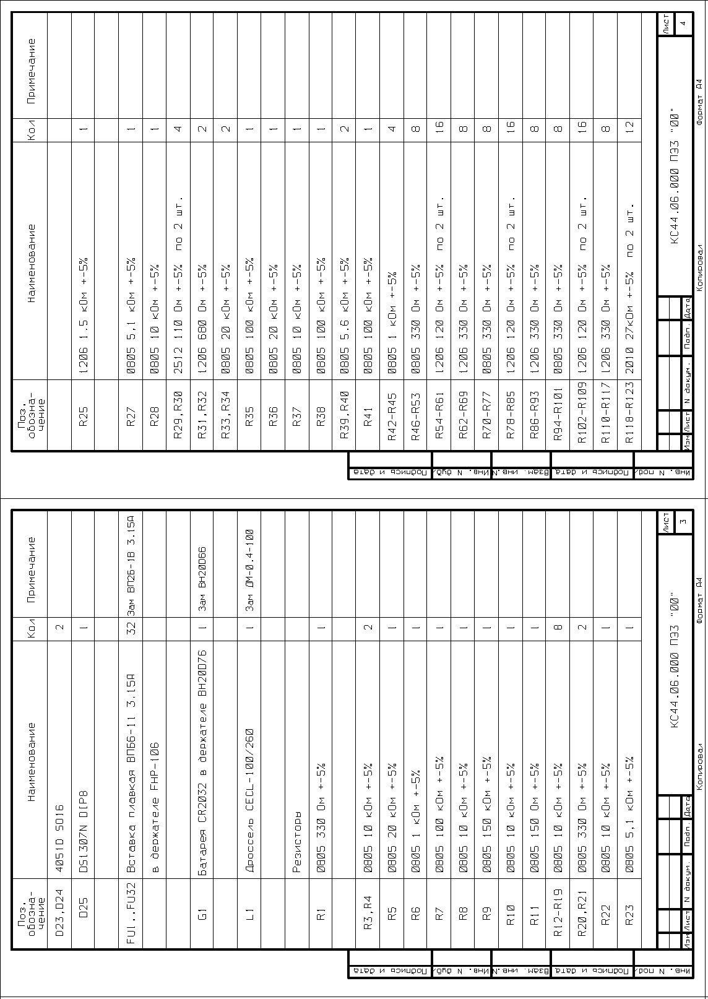 Поз. обозна- чение Наименование Кол Примечание
D23,D24 4051D SO16 2
D25 DS1307N DIP8 1
FU1..FU32 Вставка плавкая ВПБ6-11 3.15А 32 Зам ВП2Б-1В 3.15А
в держателе FHP-106
G1 Батарея CR2032 в держателе BH20D76 1 Зам BH20D66
L1 Дроссель CECL-100/260 1 Зам ДМ-0.4-100
Резисторы
R1 0805 330 Ом +-5% 1
R3,R4 0805 10 кОм +-5% 2
R5 0805 20 кОм +-5% 1
R6 0805 1 кОм +-5% 1
R7 0805 100 кОм +-5% 1
R8 0805 10 кОм +-5% 1
R9 0805 150 кОм +-5% 1
R10 0805 10 кОм +-5% 1
R11 0805 150 Ом +-5% 1
R12-R19 0805 10 кОм +-5% 8
R20,R21 0805 330 Ом +-5% 2
R22 0805 10 кОм +-5% 1
R23 0805 5,1 кОм +-5% 1
КС44.06.000 ПЭ3 "00"
Лист
3
Изм Лист N докум. Подп. Дата
Копировал Формат А4
Инв. N подл Подпись и дата Взам. инв. N Инв. N дубл Подпись и дата
Поз. обозна- чение Наименование Кол Примечание
R25 1206 1.5 кОм +-5% 1
R27 0805 5,1 кОм +-5% 1
R28 0805 10 кОм +-5% 1
R29,R30 2512 110 Ом +-5% по 2 шт. 4
R31,R32 1206 680 Ом +-5% 2
R33,R34 0805 20 кОм +-5% 2
R35 0805 100 кОм +-5% 1
R36 0805 20 кОм +-5% 1
R37 0805 10 кОм +-5% 1
R38 0805 100 кОм +-5% 1
R39,R40 0805 5.6 кОм +-5% 2
R41 0805 100 кОм +-5% 1
R42-R45 0805 1 кОм +-5% 4
R46-R53 0805 330 Ом +-5% 8
R54-R61 1206 120 Ом +-5% по 2 шт. 16
R62-R69 1206 330 Ом +-5% 8
R70-R77 0805 330 Ом +-5% 8
R78-R85 1206 120 Ом +-5% по 2 шт. 16
R86-R93 1206 330 Ом +-5% 8
R94-R101 0805 330 Ом +-5% 8
R102-R109 1206 120 Ом +-5% по 2 шт. 16
R110-R117 1206 330 Ом +-5% 8
R118-R123 2010 27кОм +-5% по 2 шт. 12
КС44.06.000 ПЭ3 "00"
Лист
4
Изм Лист N докум. Подп. Дата
Копировал Формат А4
Инв. N подл Подпись и дата Взам. инв. N Инв. N дубл Подпись и дата